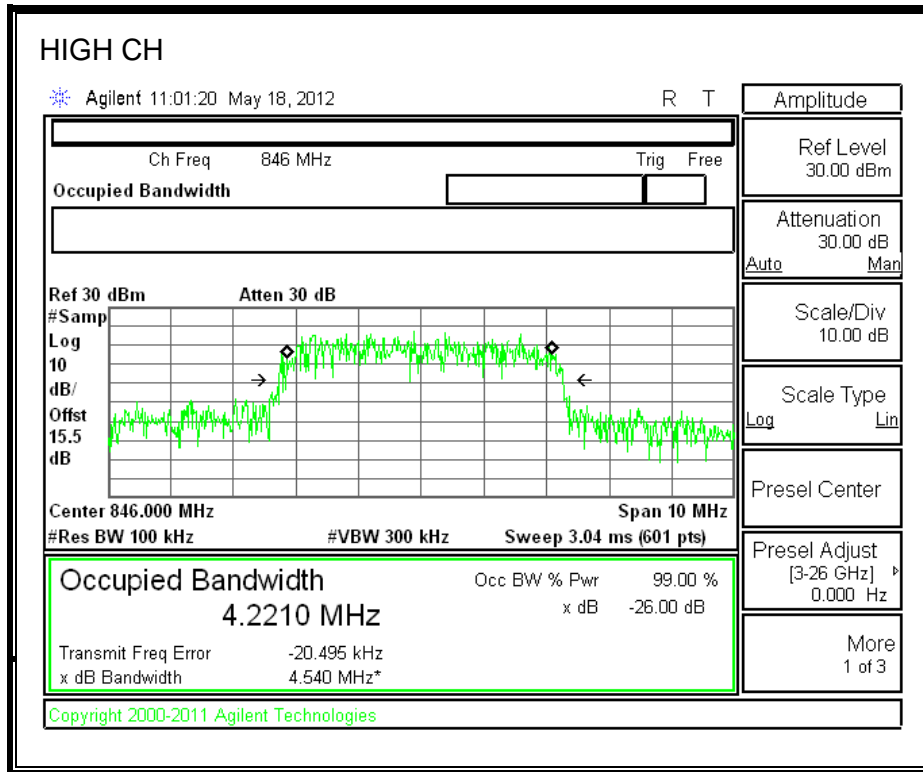 HIGH CH
Agilent 11:01:20 May 18, 2012 R T
Ch Freq 846 MHz Trig Free
Occupied Bandwidth
Ref 30 dBm Atten 30 dB
#Samp
Log
10
dB/
Offst
15.5
dB
Center 846.000 MHz Span 10 MHz
#Res BW 100 kHz #VBW 300 kHz Sweep 3.04 ms (601 pts)
Occupied Bandwidth Occ BW % Pwr 99.00 %
4.2210 MHz x dB -26.00 dB
Transmit Freq Error -20.495 kHz
x dB Bandwidth 4.540 MHz*
Copyright 2000-2011 Agilent Technologies
Amplitude
Ref Level
30.00 dBm
Attenuation
30.00 dB
Auto Man
Scale/Div
10.00 dB
Scale Type
Log Lin
Presel Center
Presel Adjust
[3-26 GHz]
0.000 Hz
More
1 of 3